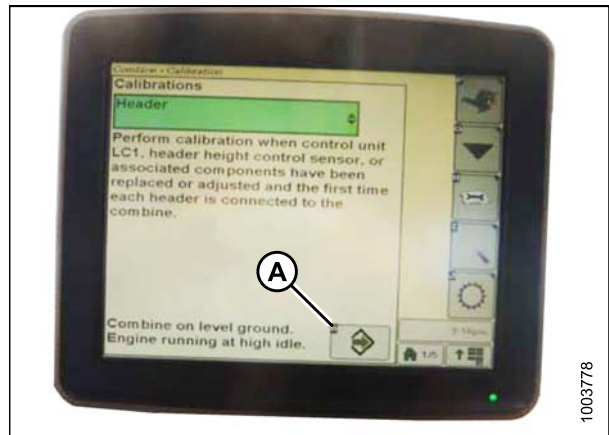 Combine - Calibration
Calibrations
Header
Perform calibration when control unit
LC1, header height control sensor, or
associated components have been
replaced or adjusted and the first time
each header is connected to the
combine.
A
Combine on level ground.
Engine running at high idle.
1/5
1003778